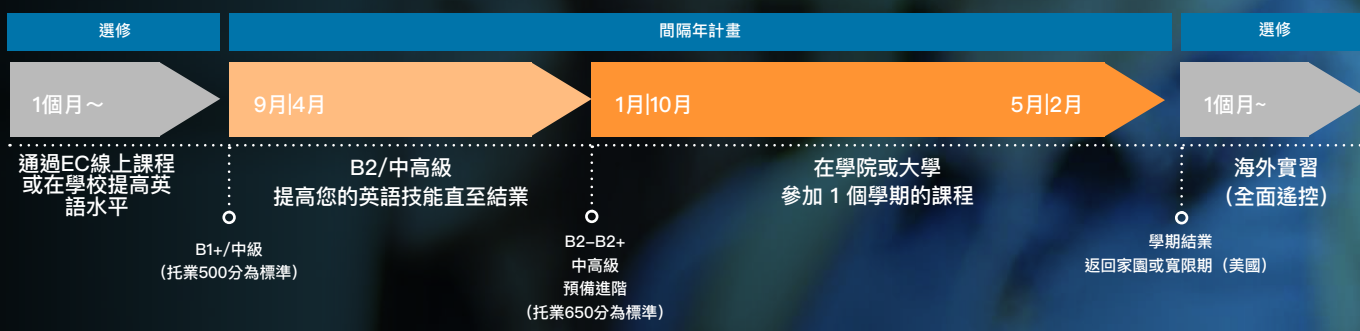 選修
間隔年計畫
選修
1個月～
9月|4月
1月|10月
5月|2月
1個月~
通過EC線上課程
或在學校提高英
語水平
B2/中高級
提高您的英語技能直至結業
在學院或大學
參加 1 個學期的課程
海外實習
（全面遙控）
B1+/中級
（托業500分為標準）
B2–B2+
中高級
預備進階
（托業650分為標準）
學期結業
返回家園或寬限期（美國）